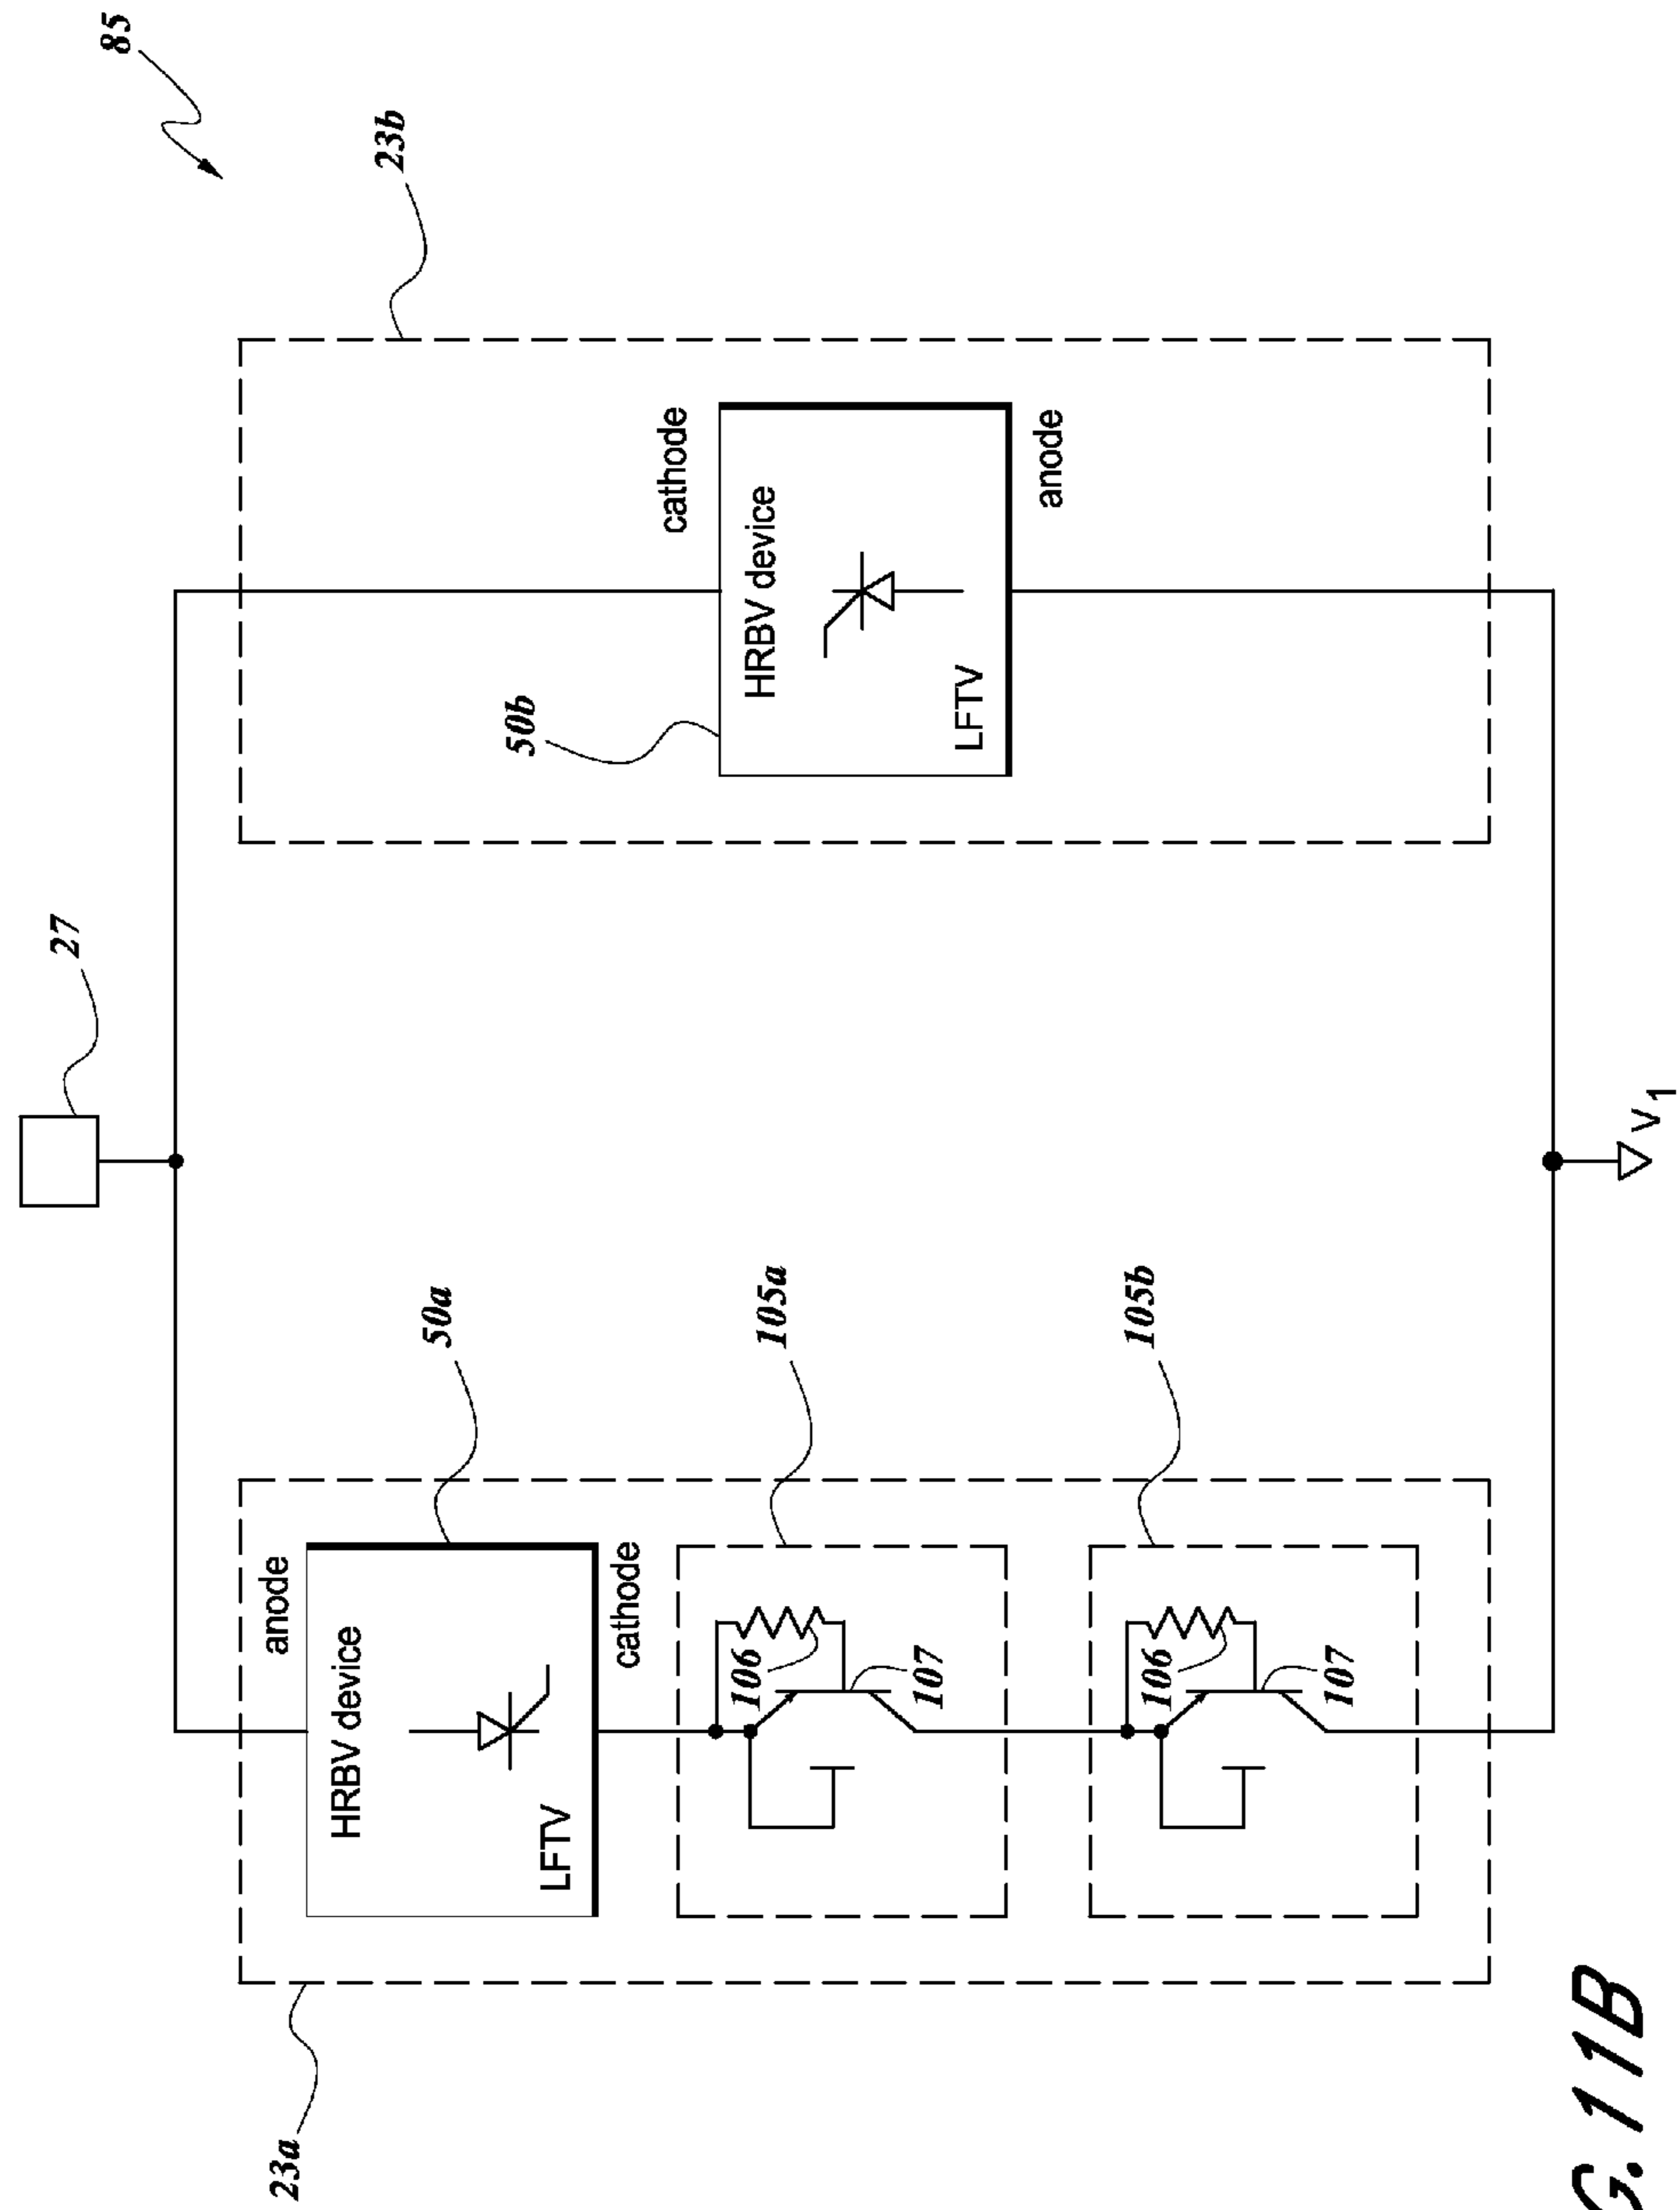 85
27
23a
50a
anode
HRBV device
LFTV
cathode
105a
106
107
105b
106
107
23b
50b
cathode
HRBV device
LFTV
anode
V1
G. 11B